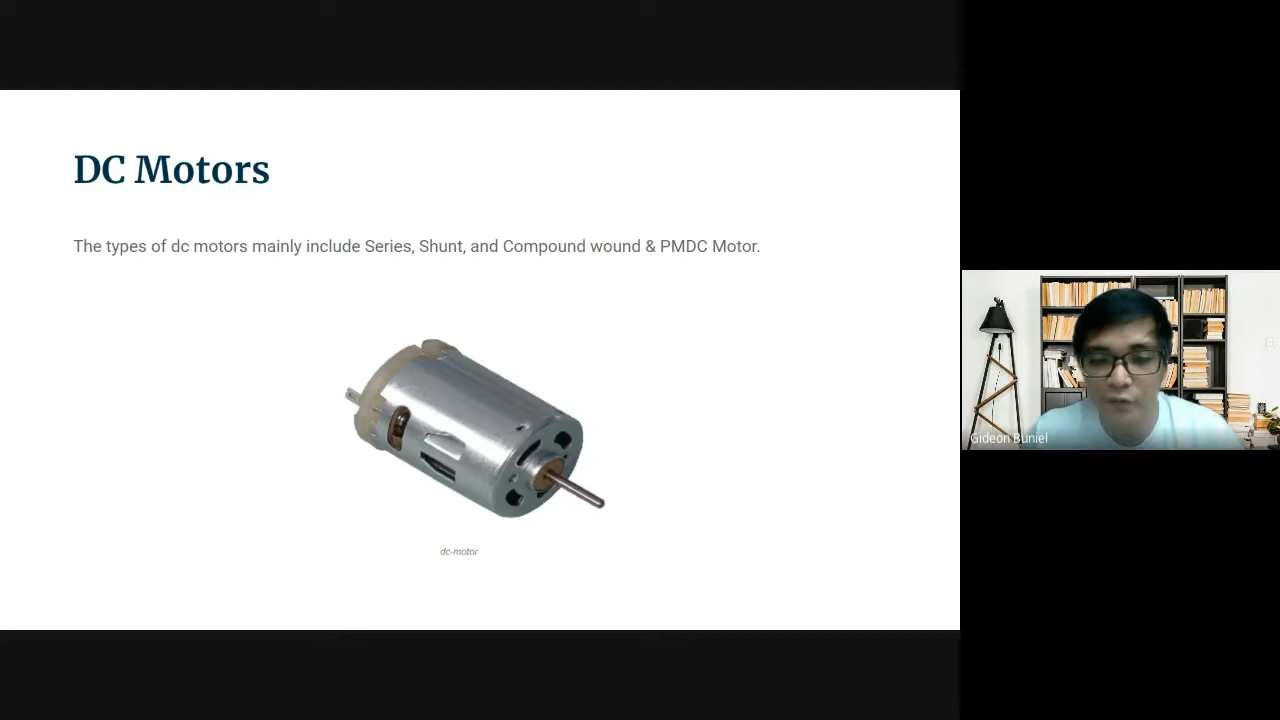 DC Motors
The types of dc motors mainly include Series, Shunt, and Compound wound & PMDC Motor.
dc-motor
Gideon Buniel